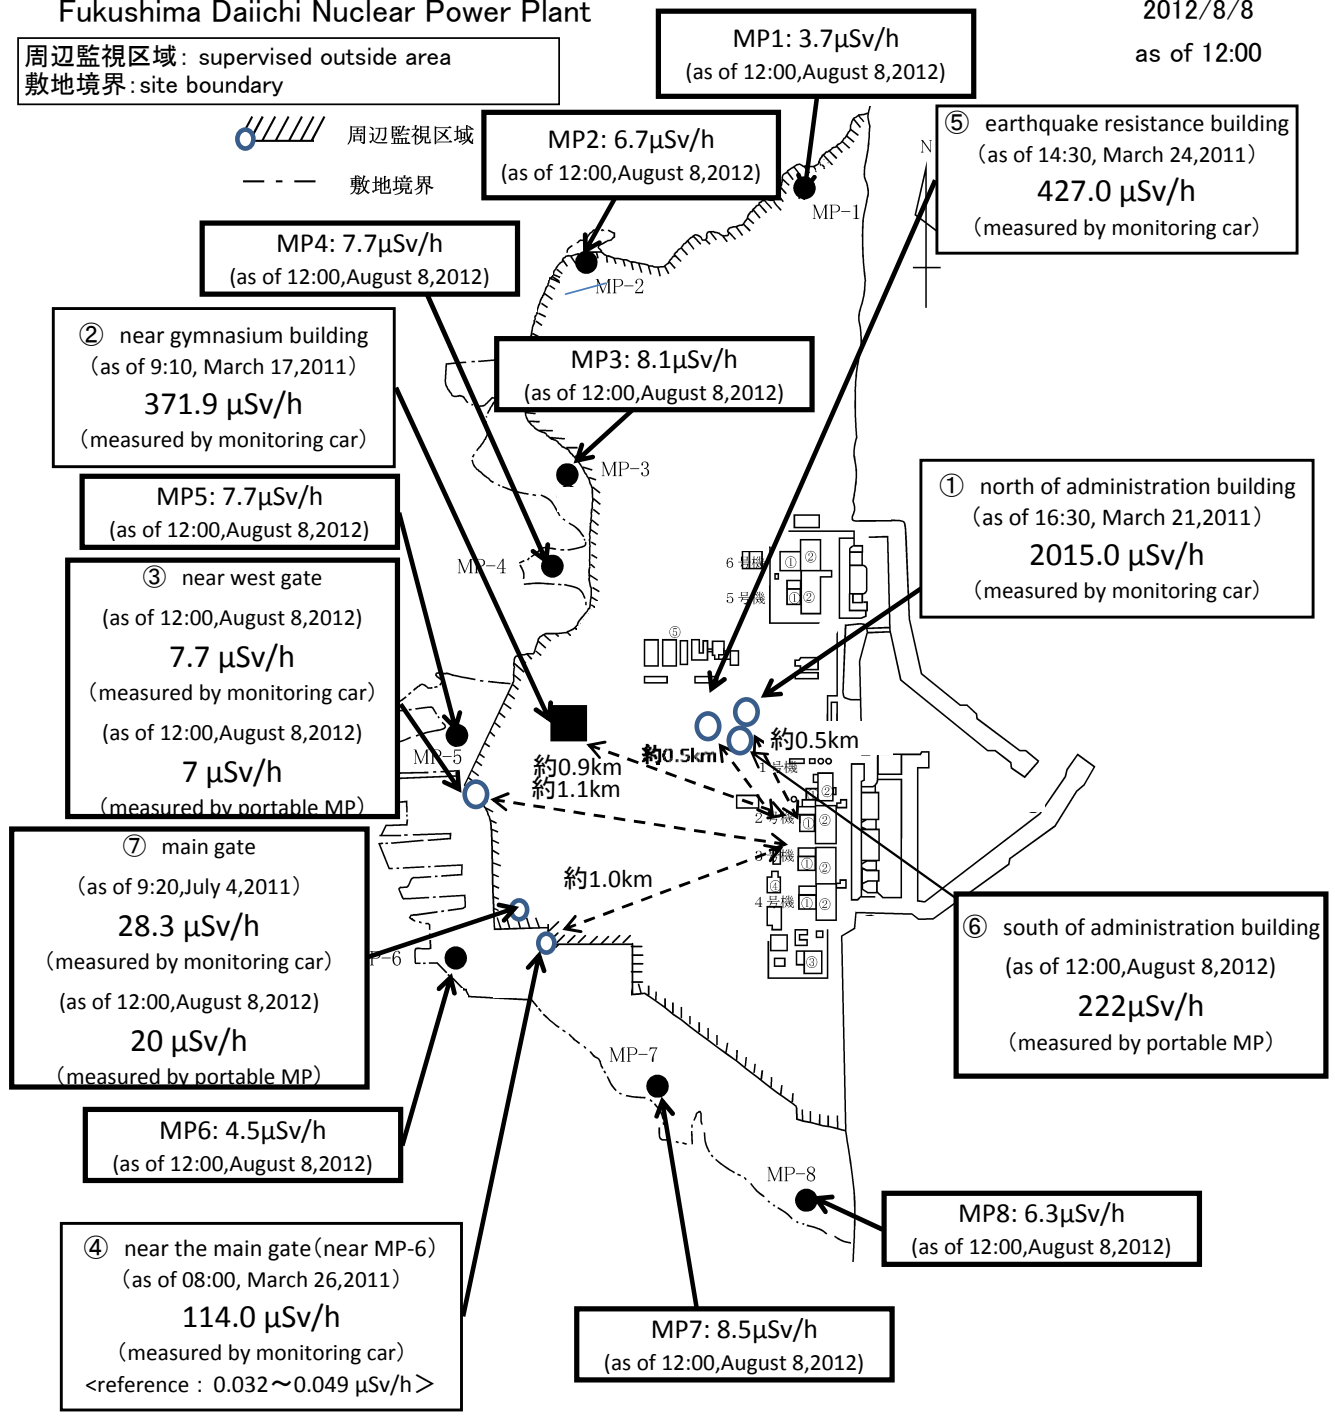 Fukushima Daiichi Nuclear Power Plant
2012/8/8
as of 12:00
周辺監視区域: supervised outside area
敷地境界:site boundary
周辺監視区域
敷地境界
MP1: 3.7μSv/h
(as of 12:00,August 8,2012)
MP2: 6.7μSv/h
(as of 12:00,August 8,2012)
⑤ earthquake resistance building
(as of 14:30, March 24,2011)
427.0 μSv/h
(measured by monitoring car)
N
MP-1
MP4: 7.7μSv/h
(as of 12:00,August 8,2012)
MP-2
② near gymnasium building
(as of 9:10, March 17,2011)
371.9 μSv/h
(measured by monitoring car)
MP3: 8.1μSv/h
(as of 12:00,August 8,2012)
MP-3
MP5: 7.7μSv/h
(as of 12:00,August 8,2012)
① north of administration building
(as of 16:30, March 21,2011)
2015.0 μSv/h
(measured by monitoring car)
MP-4
6号機
① ②
5号機
① ②
③ near west gate
(as of 12:00,August 8,2012)
7.7 μSv/h
(measured by monitoring car)
(as of 12:00,August 8,2012)
7 μSv/h
(measured by portable MP)
⑤
MP-5
約0.9km
約1.1km
約0.5km
約0.5km
1号機
②
2号機
① ②
3号機
① ②
④
4号機
① ②
③
約1.0km
⑦ main gate
(as of 9:20,July 4,2011)
28.3 μSv/h
(measured by monitoring car)
(as of 12:00,August 8,2012)
20 μSv/h
(measured by portable MP)
P-6
⑥ south of administration building
(as of 12:00,August 8,2012)
222μSv/h
(measured by portable MP)
MP-7
MP6: 4.5μSv/h
(as of 12:00,August 8,2012)
MP-8
MP8: 6.3μSv/h
(as of 12:00,August 8,2012)
④ near the main gate(near MP-6)
(as of 08:00, March 26,2011)
114.0 μSv/h
(measured by monitoring car)
<reference : 0.032～0.049 μSv/h>
MP7: 8.5μSv/h
(as of 12:00,August 8,2012)